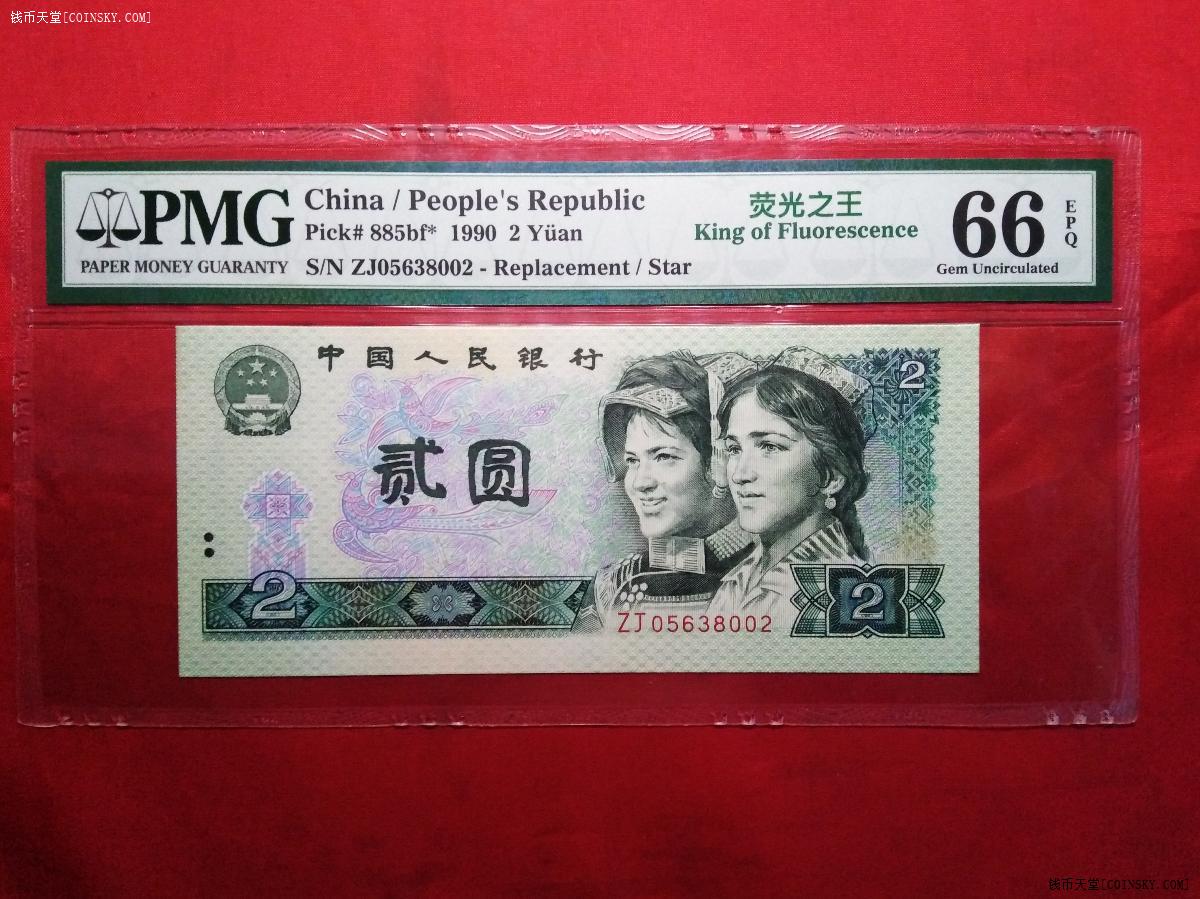 钱币天堂[COINSKY.COM]
PMG
PAPER MONEY GUARANTY
China / People's Republic
Pick# 885bf* 1990 2 Yüan
S/N ZJ05638002 - Replacement / Star
荧光之王
King of Fluorescence
66
EPQ
Gem Uncirculated
中国人民银行
2
贰圆
2
ZJ05638002
2
钱币天堂[COINSKY.COM]